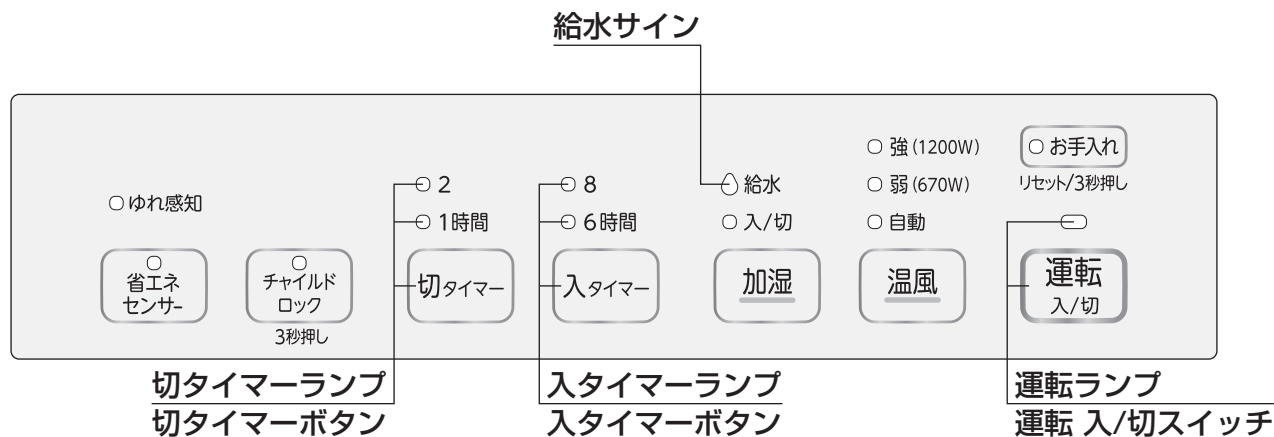 給水サイン
強(1200W)
お手入れ
2
8
給水
弱(670W)
リセット/3秒押し
ゆれ感知
1時間
6時間
入/切
自動
省エネ
センサー
チャイルド
ロック
切タイマー
入タイマー
加湿
温風
運転
入/切
3秒押し
切タイマーランプ
切タイマーボタン
入タイマーランプ
入タイマーボタン
運転ランプ
運転 入/切スイッチ